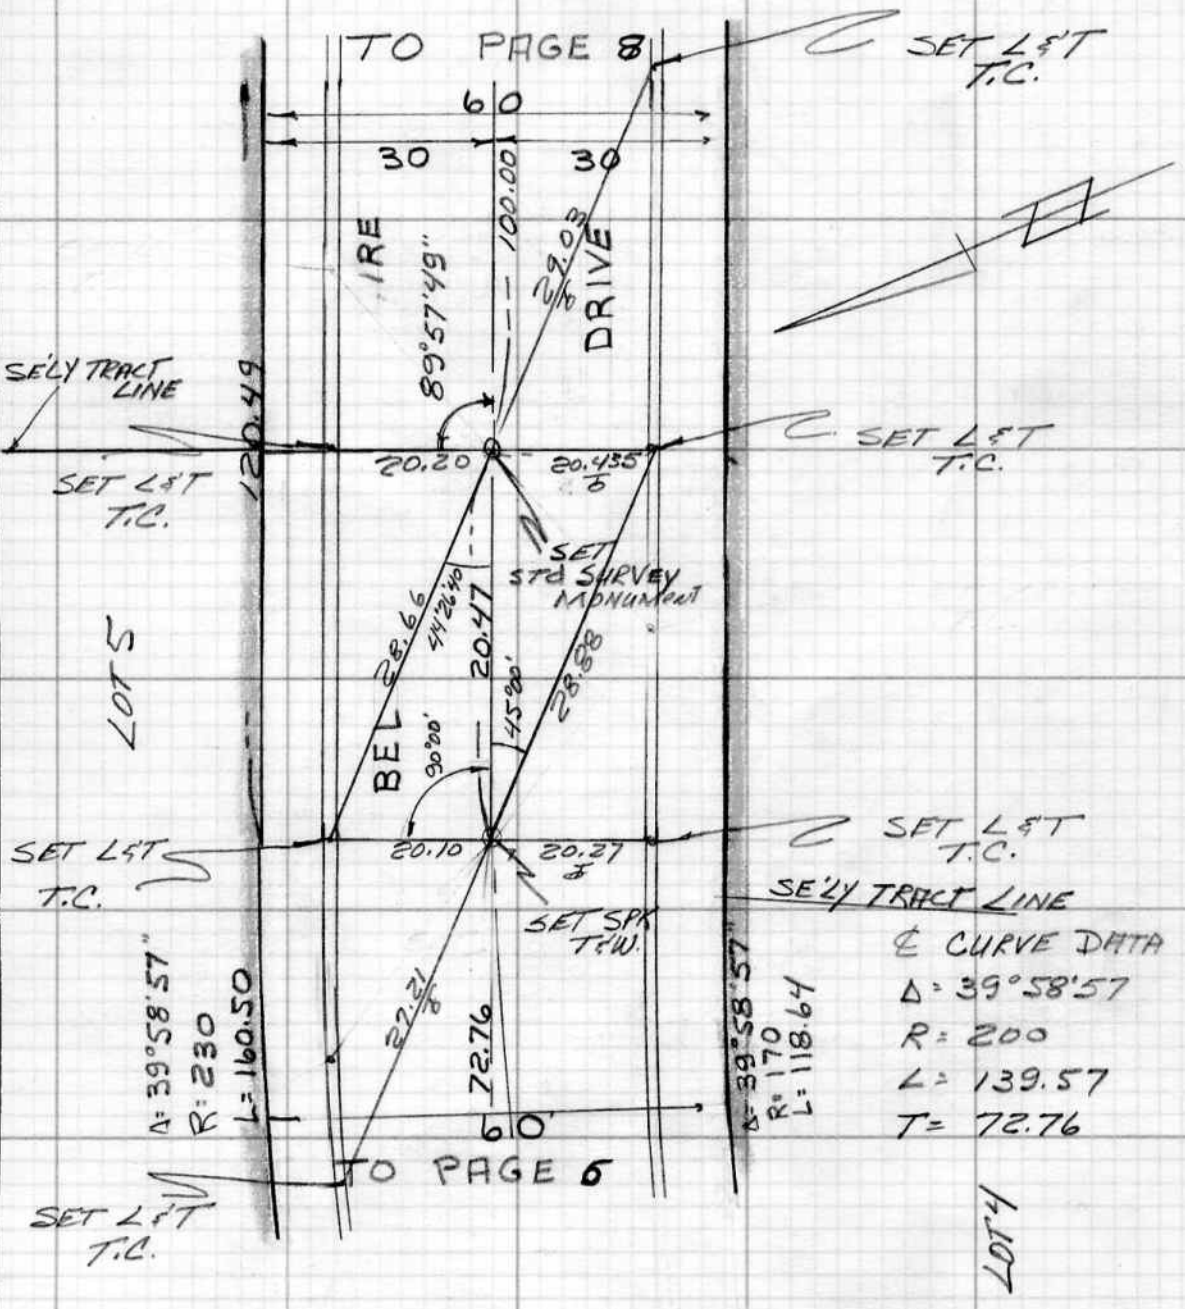 TO PAGE 8
SET L&T
T.C.
60
30
30
100.00
29.03
IRE
DRIVE
89°57'49"
SE'LY TRACT
LINE
120.49
SET L&T
T.C.
20.20
20.435
SET L&T
T.C.
SET
STd SURVEY
MONUMENT
28.66
44°26'40
20.47
28.88
45°00'
LOT 5
BEL
90°00'
SET L&T
T.C.
20.10
20.27
SET L&T
T.C.
SET SPK
T&W.
SE'LY TRACT LINE
℄ CURVE DATA
Δ = 39°58'57
R = 200
L = 139.57
T = 72.76
Δ = 39°58'57"
R = 230
L = 160.50
72.76
Δ = 39°58'57"
R = 170
L = 118.64
60'
TO PAGE 6
SET L&T
T.C.
LOT 4